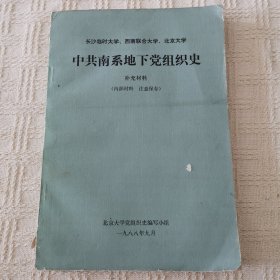 长沙临时大学、西南联合大学、北京大学
中共南系地下党组织史
补充材料
（内部材料 注意保存）
北京大学党组织史编写小组
一九八八年九月